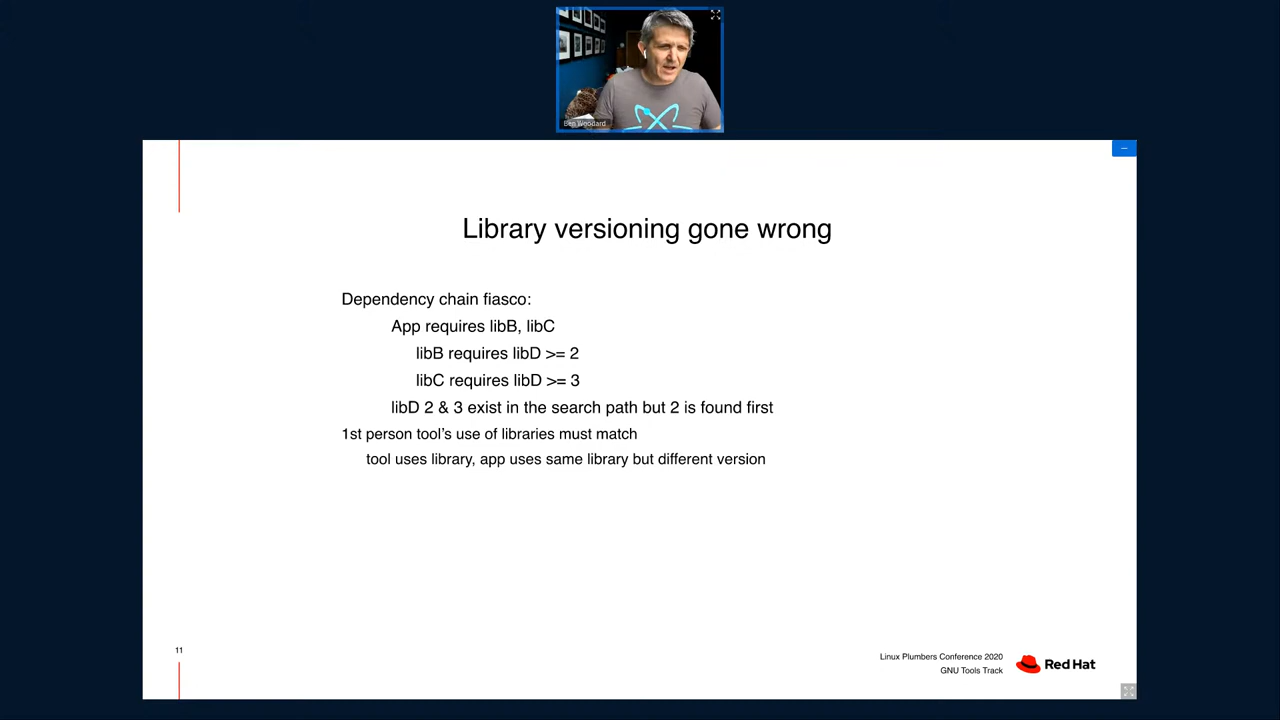 Ben Woodard
Library versioning gone wrong
Dependency chain fiasco:
App requires libB, libC
libB requires libD >= 2
libC requires libD >= 3
libD 2 & 3 exist in the search path but 2 is found first
1st person tool's use of libraries must match
tool uses library, app uses same library but different version
11
Linux Plumbers Conference 2020
GNU Tools Track
Red Hat